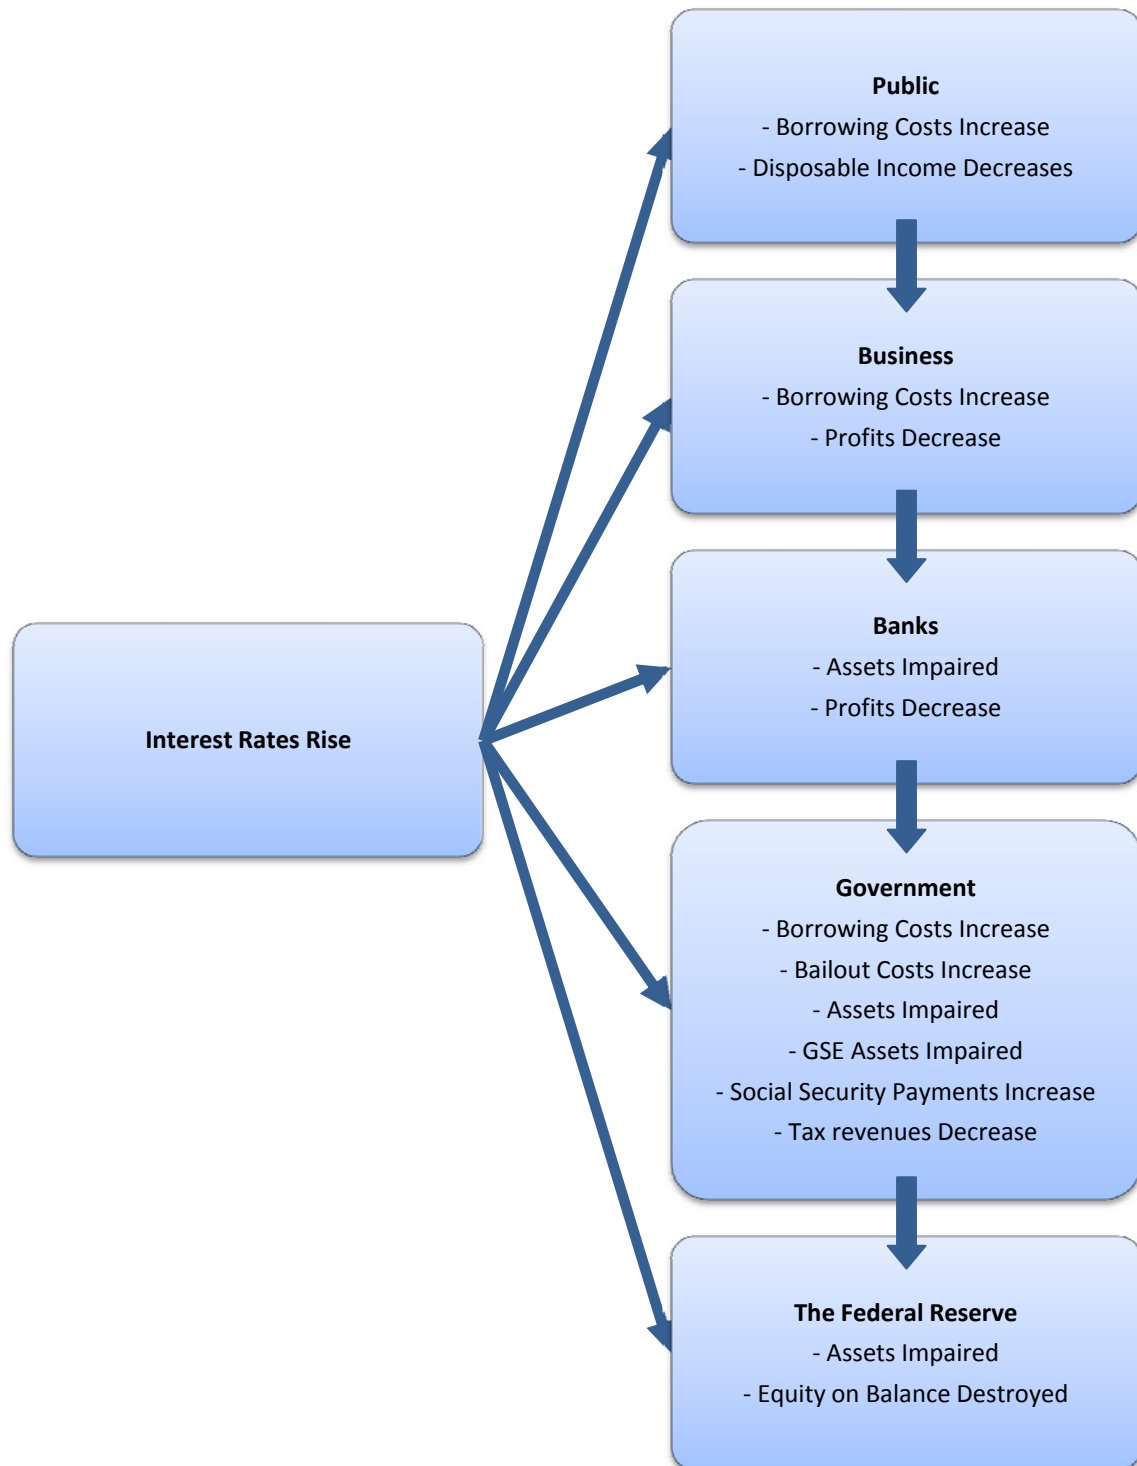 Public
- Borrowing Costs Increase
- Disposable Income Decreases
Business
- Borrowing Costs Increase
- Profits Decrease
Banks
- Assets Impaired
- Profits Decrease
Interest Rates Rise
Government
- Borrowing Costs Increase
- Bailout Costs Increase
- Assets Impaired
- GSE Assets Impaired
- Social Security Payments Increase
- Tax revenues Decrease
The Federal Reserve
- Assets Impaired
- Equity on Balance Destroyed